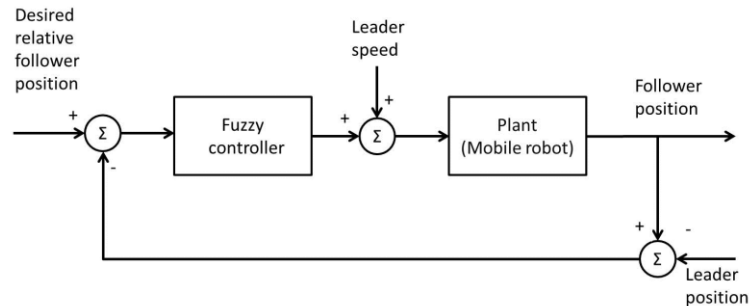 Desired
relative
follower
position
Leader
speed
Follower
position
+
Σ
-
Fuzzy
controller
+
+
Σ
Plant
(Mobile robot)
+
-
Σ
Leader
position